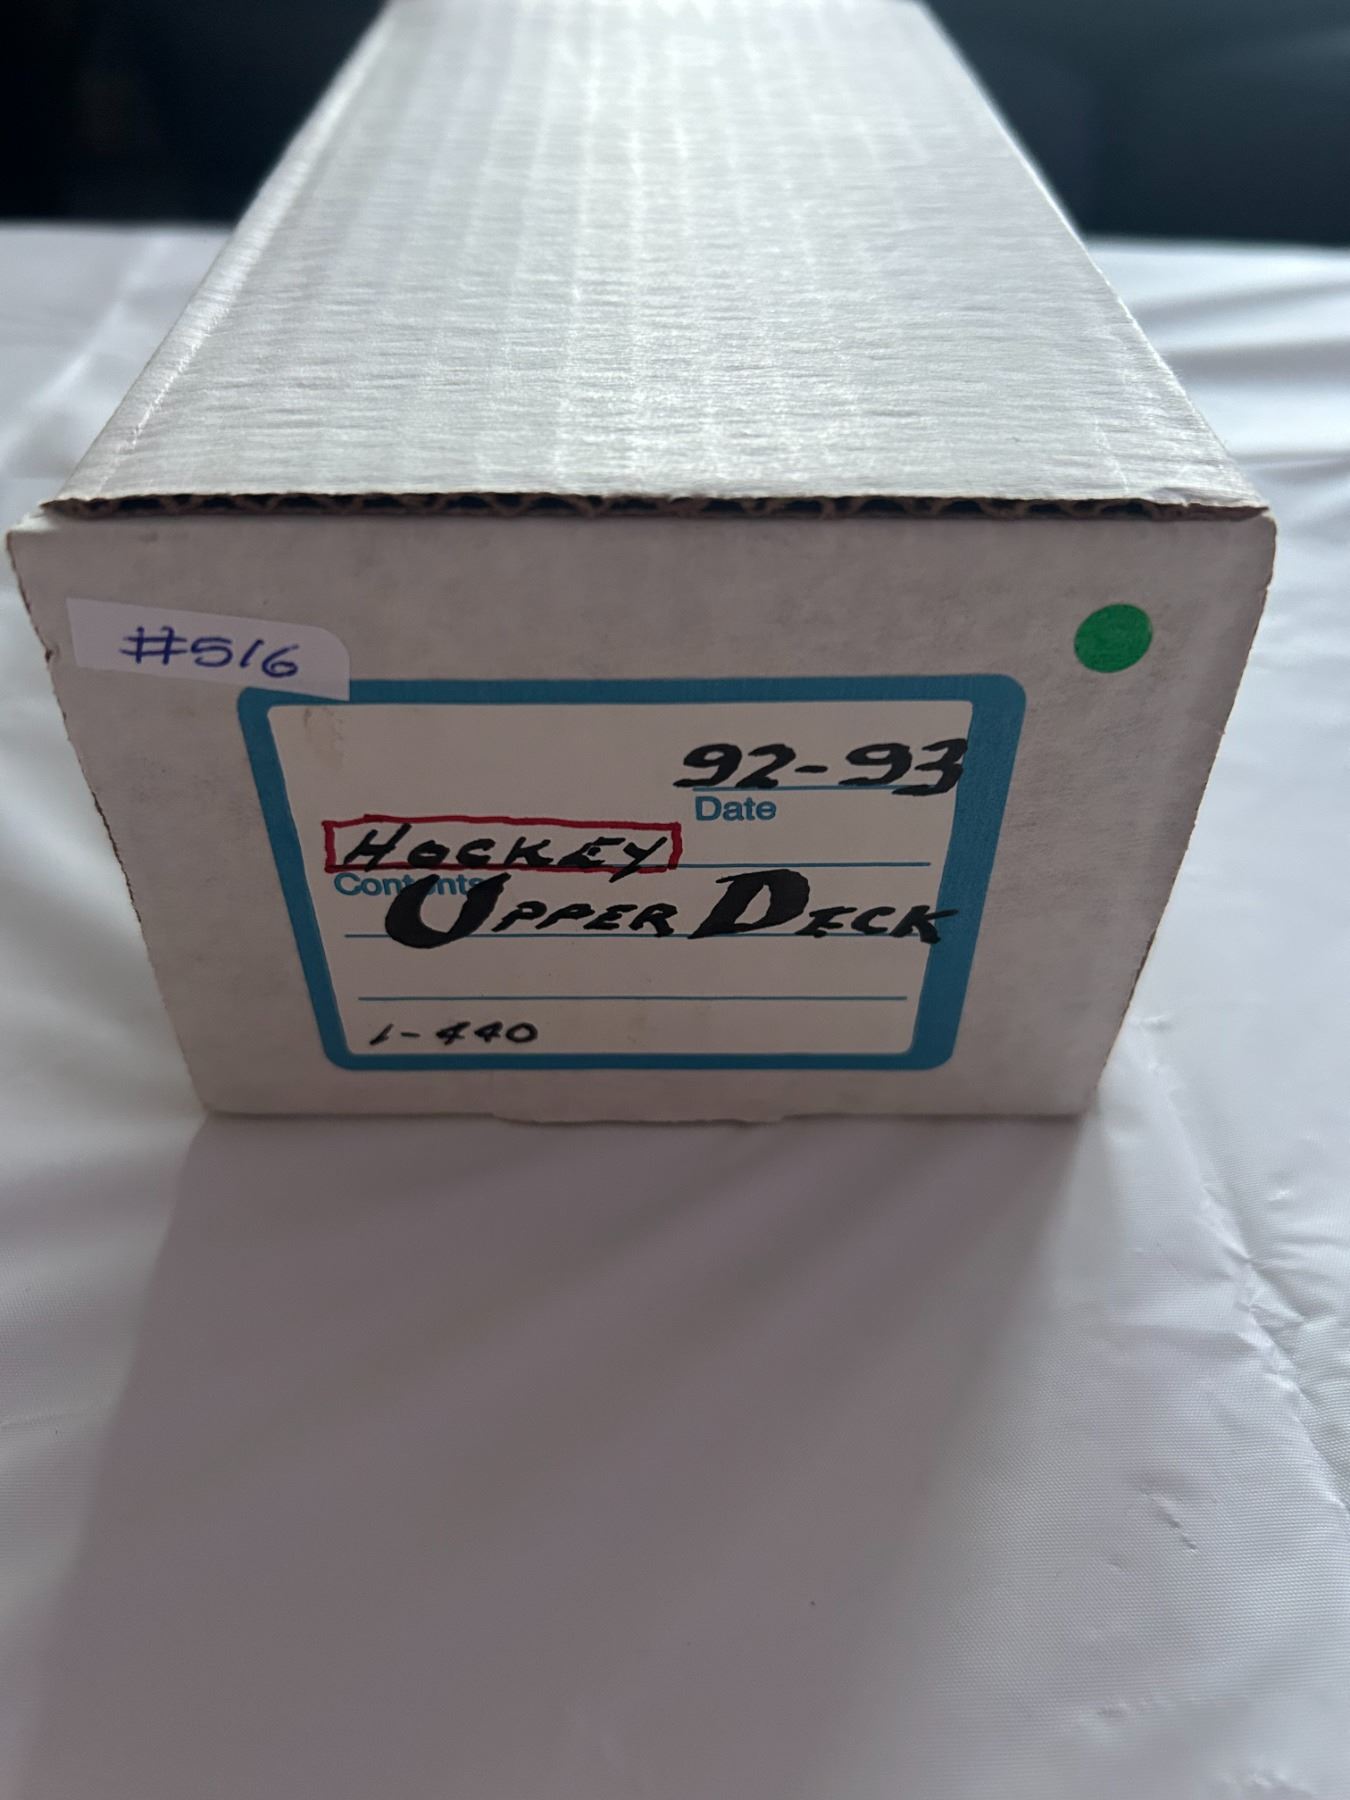 #516
92-93
Date
HOCKEY
Contents
UPPER DECK
1-440